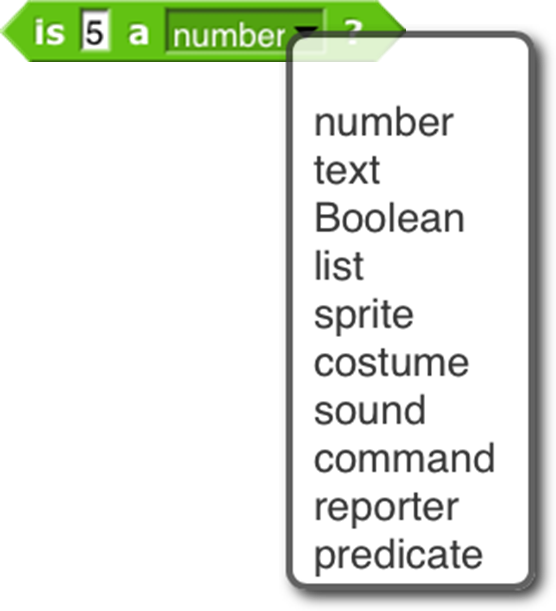 is 5 a number ?
number
text
Boolean
list
sprite
costume
sound
command
reporter
predicate